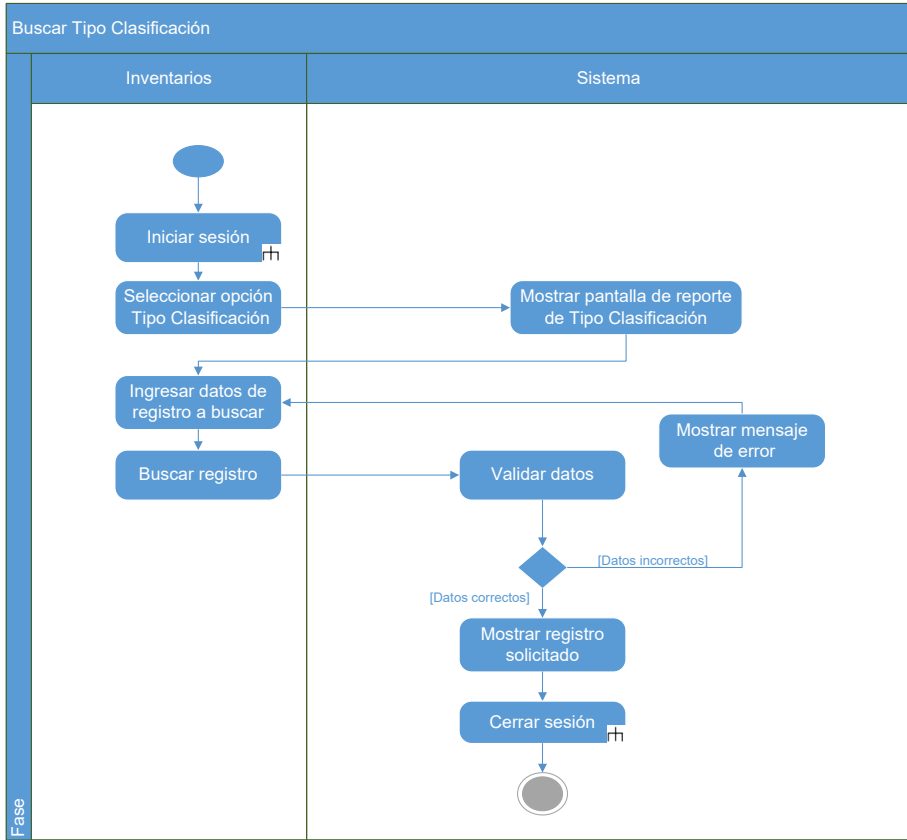 Buscar Tipo Clasificación
Inventarios
Sistema
Iniciar sesión
Seleccionar opción
Tipo Clasificación
Mostrar pantalla de reporte
de Tipo Clasificación
Ingresar datos de
registro a buscar
Mostrar mensaje
de error
Buscar registro
Validar datos
[Datos incorrectos]
[Datos correctos]
Mostrar registro
solicitado
Cerrar sesión
Fase